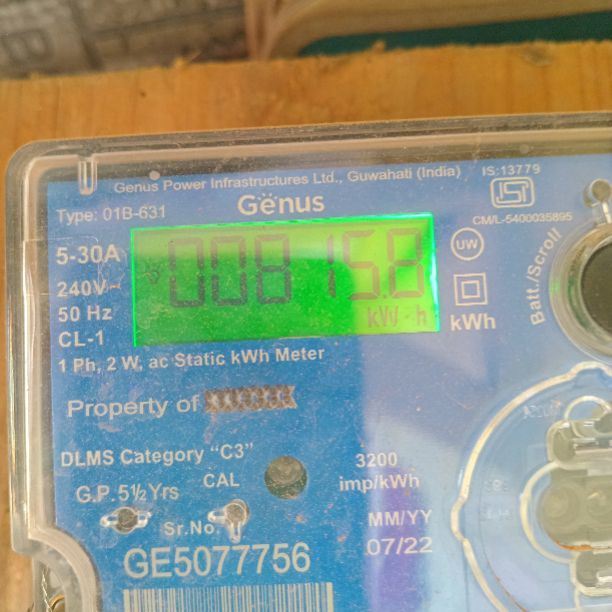 Genus Power Infrastructures Ltd., Guwahati (India)
IS:13779
Type: 01B-631
Genus
CM/L-5400035895
5-30A
00815.8
UW
240V~
50 Hz
kW h
kWh
Batt./Scroll
CL-1
1 Ph, 2 W, ac Static kWh Meter
Property of
DLMS Category "C3"
3200
imp/kWh
G.P. 5½ Yrs
CAL
Sr.No.
MM/YY
07/22
GE5077756